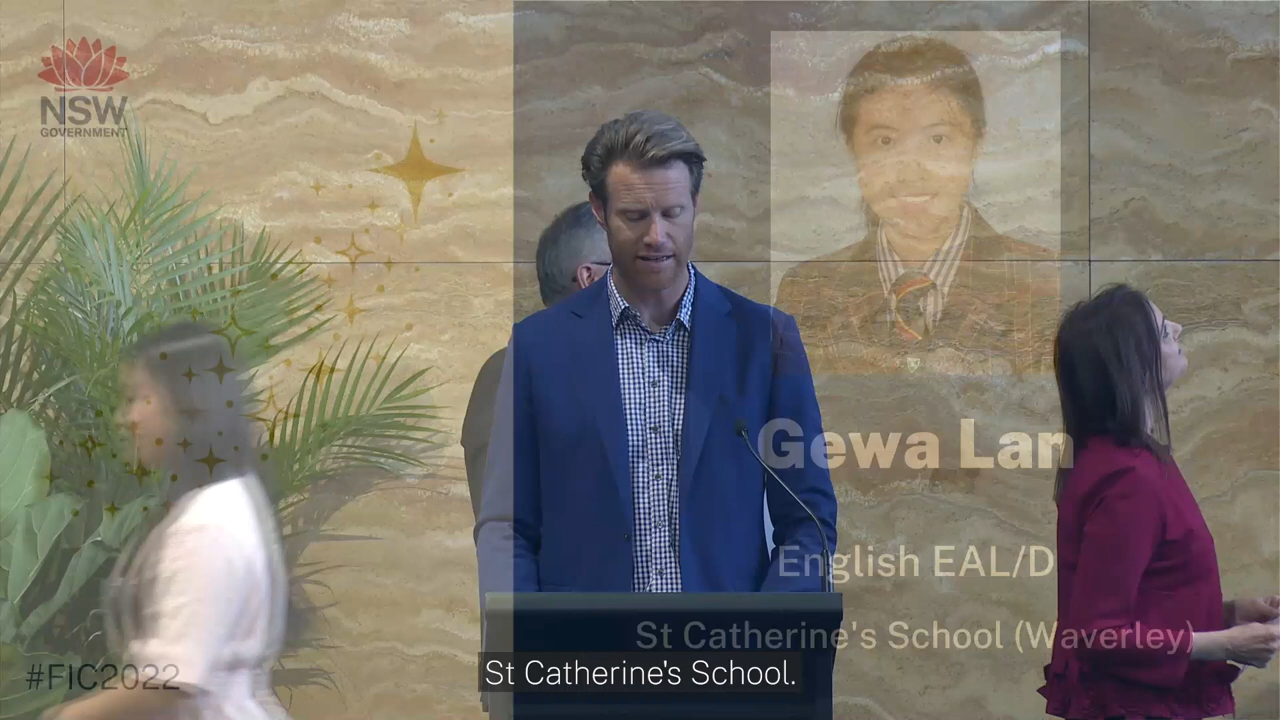 NSW
GOVERNMENT
Gewa Lan
English EAL/D
St Catherine's School (Waverley)
#FIC2022
St Catherine's School.